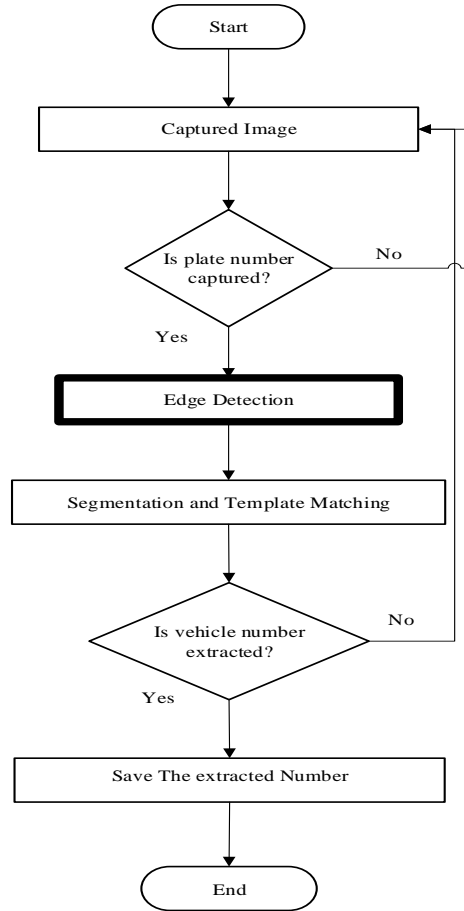 Start
Captured Image
Is plate number
captured?
No
Yes
Edge Detection
Segmentation and Template Matching
Is vehicle number
extracted?
No
Yes
Save The extracted Number
End